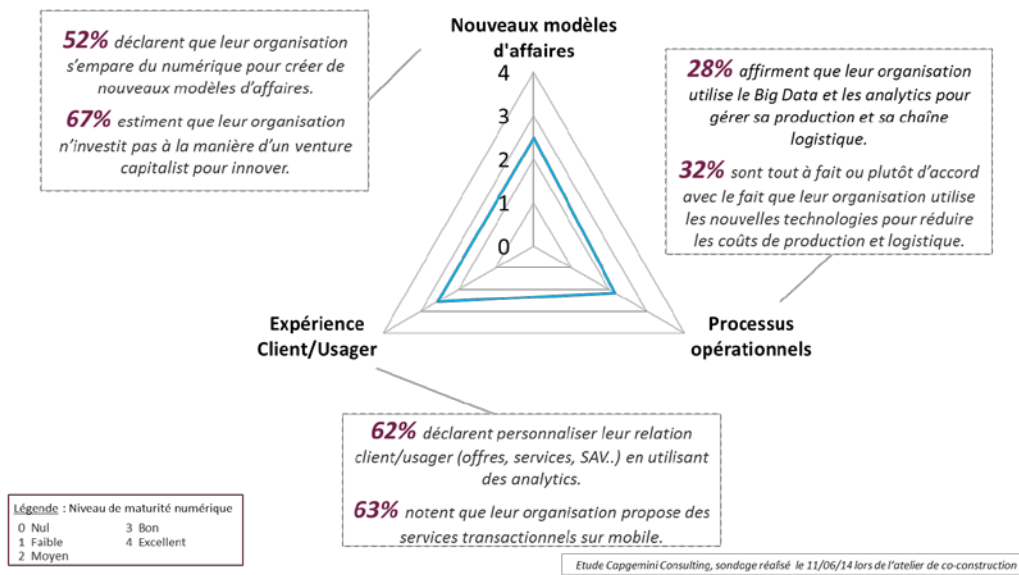 52% déclarent que leur organisation
s'empare du numérique pour créer de
nouveaux modèles d'affaires.
67% estiment que leur organisation
n'investit pas à la manière d'un venture
capitalist pour innover.
Nouveaux modèles
d'affaires
4
3
2
1
0
28% affirment que leur organisation
utilise le Big Data et les analytics pour
gérer sa production et sa chaîne
logistique.
32% sont tout à fait ou plutôt d'accord
avec le fait que leur organisation utilise
les nouvelles technologies pour réduire
les coûts de production et logistique.
Expérience
Client/Usager
Processus
opérationnels
62% déclarent personnaliser leur relation
client/usager (offres, services, SAV..) en utilisant
des analytics.
63% notent que leur organisation propose des
services transactionnels sur mobile.
Légende : Niveau de maturité numérique
0 Nul
1 Faible
2 Moyen
3 Bon
4 Excellent
Etude Capgemini Consulting, sondage réalisé le 11/06/14 lors de l'atelier de co-construction